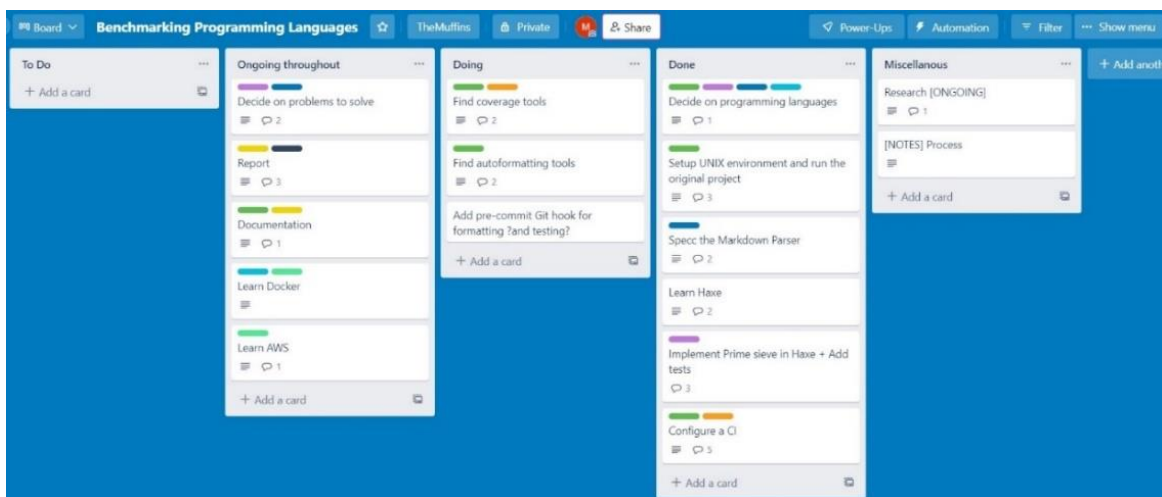 Board
Benchmarking Programming Languages
TheMuffins
Private
M
Share
Power-Ups
Automation
Filter
... Show menu
To Do
+ Add a card
Ongoing throughout
Decide on problems to solve
2
Report
3
Documentation
1
Learn Docker
Learn AWS
1
+ Add a card
Doing
Find coverage tools
2
Find autoformatting tools
2
Add pre-commit Git hook for
formatting ?and testing?
+ Add a card
Done
Decide on programming languages
1
Setup UNIX environment and run the
original project
3
Specc the Markdown Parser
2
Learn Haxe
2
Implement Prime sieve in Haxe + Add
tests
3
Configure a CI
5
+ Add a card
Miscellanous
Research [ONGOING]
1
[NOTES] Process
+ Add a card
+ Add anoth